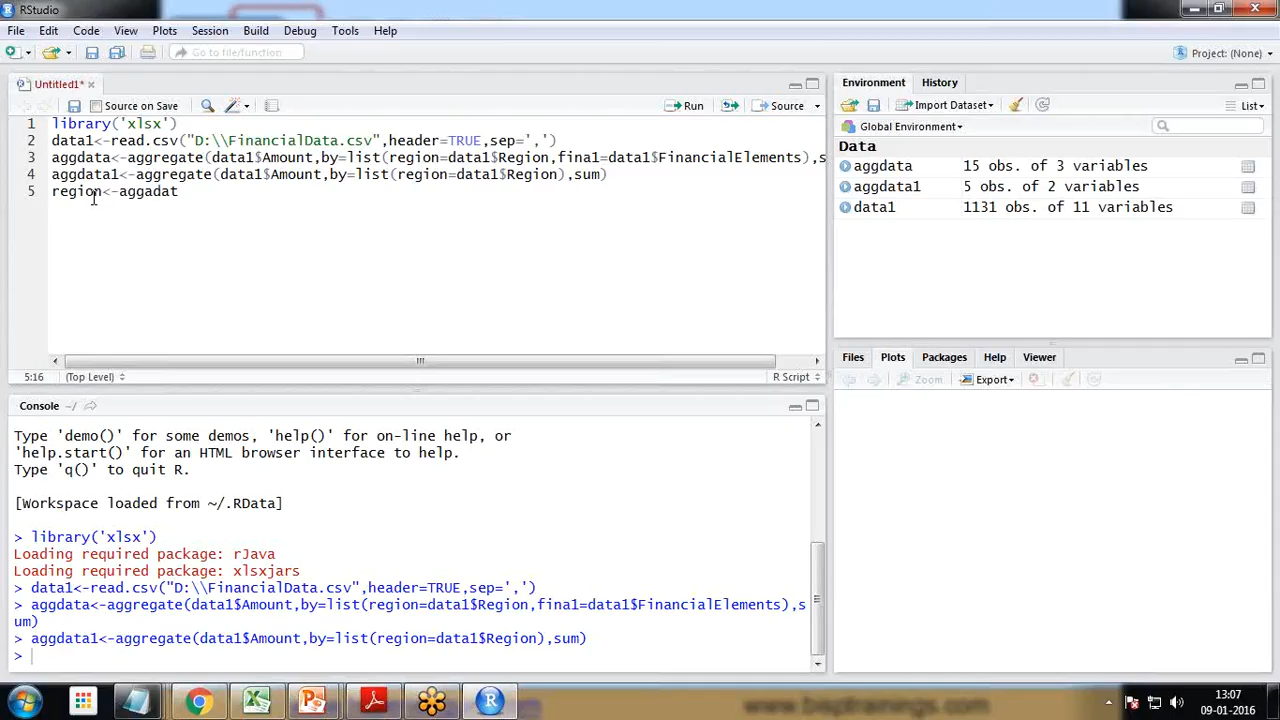 RStudio
File Edit Code View Plots Session Build Debug Tools Help
Go to file/function
Project: (None)
Untitled1*
Source on Save
Run
Source
1 library('xlsx')
2 data1<-read.csv("D:\\FinancialData.csv",header=TRUE,sep=',')
3 aggdata<-aggregate(data1$Amount,by=list(region=data1$Region,fina1=data1$FinancialElements),s
4 aggdata1<-aggregate(data1$Amount,by=list(region=data1$Region),sum)
5 region<-aggadat
5:16 (Top Level) R Script
Console ~/
Type 'demo()' for some demos, 'help()' for on-line help, or
'help.start()' for an HTML browser interface to help.
Type 'q()' to quit R.
[Workspace loaded from ~/.RData]
> library('xlsx')
Loading required package: rJava
Loading required package: xlsxjars
> data1<-read.csv("D:\\FinancialData.csv",header=TRUE,sep=',')
> aggdata<-aggregate(data1$Amount,by=list(region=data1$Region,fina1=data1$FinancialElements),s
um)
> aggdata1<-aggregate(data1$Amount,by=list(region=data1$Region),sum)
>
Environment History
Import Dataset List
Global Environment
Data
aggdata 15 obs. of 3 variables
aggdata1 5 obs. of 2 variables
data1 1131 obs. of 11 variables
Files Plots Packages Help Viewer
Zoom Export
www.bisptrainings.com
13:07
09-01-2016